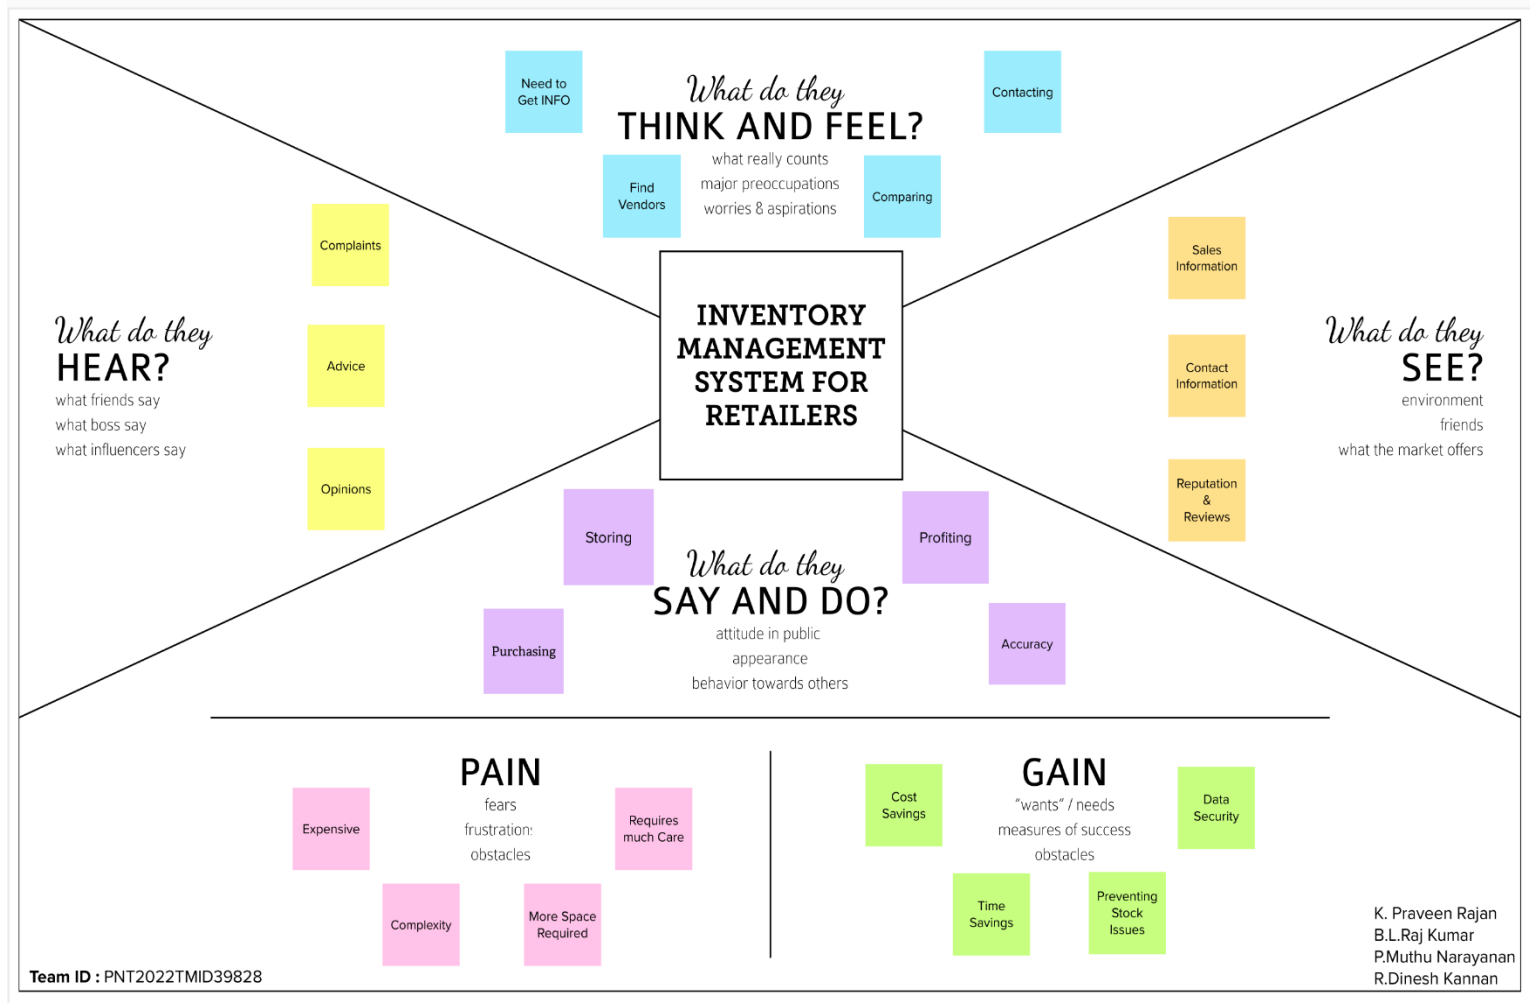 Need to
Get INFO
What do they
THINK AND FEEL?
what really counts
major preoccupations
worries & aspirations
Contacting
Find
Vendors
Comparing
Complaints
What do they
HEAR?
what friends say
what boss say
what influencers say
Advice
Opinions
INVENTORY
MANAGEMENT
SYSTEM FOR
RETAILERS
Sales
Information
Contact
Information
Reputation
&
Reviews
What do they
SEE?
environment
friends
what the market offers
Storing
Profiting
What do they
SAY AND DO?
attitude in public
appearance
behavior towards others
Purchasing
Accuracy
PAIN
fears
frustration:
obstacles
Expensive
Requires
much Care
Complexity
More Space
Required
GAIN
"wants" / needs
measures of success
obstacles
Cost
Savings
Data
Security
Time
Savings
Preventing
Stock
Issues
Team ID : PNT2022TMID39828
K. Praveen Rajan
B.L.Raj Kumar
P.Muthu Narayanan
R.Dinesh Kannan